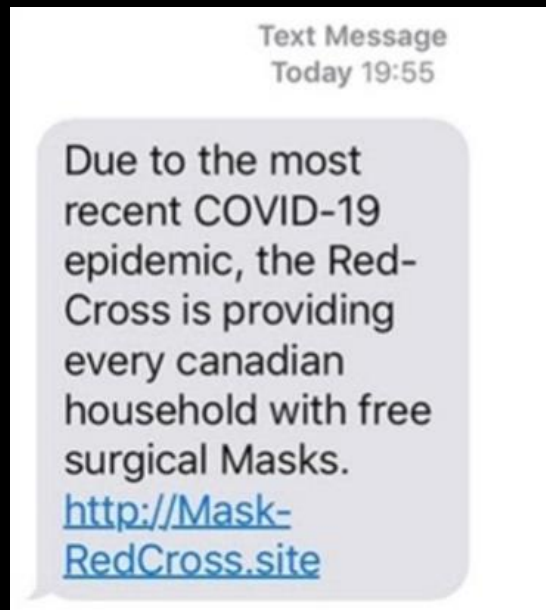 Text Message
Today 19:55
Due to the most
recent COVID-19
epidemic, the Red-
Cross is providing
every canadian
household with free
surgical Masks.
http://Mask-
RedCross.site